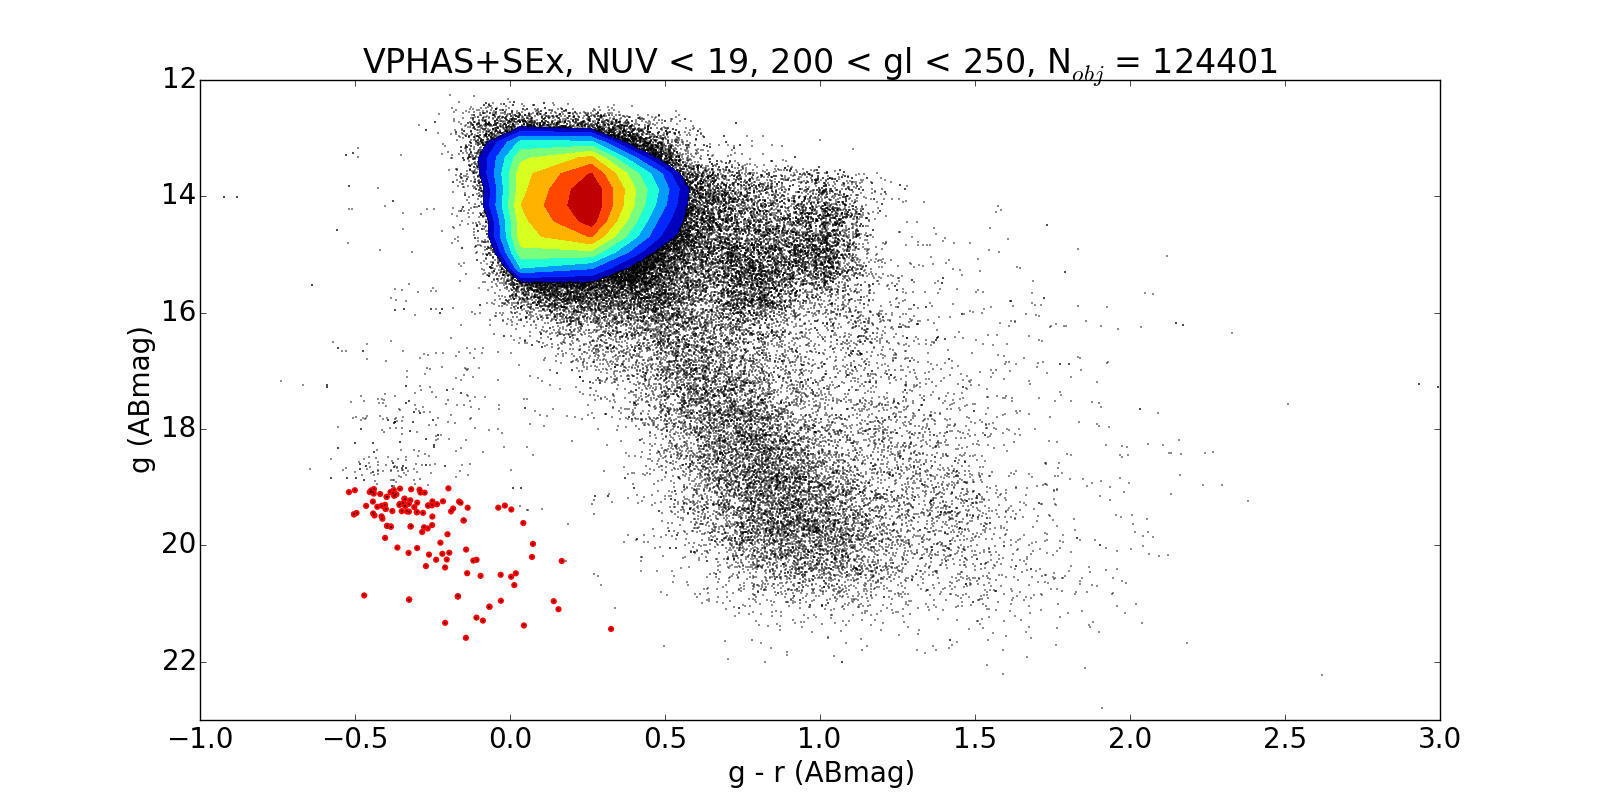 VPHAS+SEx, NUV < 19, 200 < gl < 250, N_obj = 124401
12
14
16
18
20
22
g (ABmag)
−1.0 −0.5 0.0 0.5 1.0 1.5 2.0 2.5 3.0
g - r (ABmag)